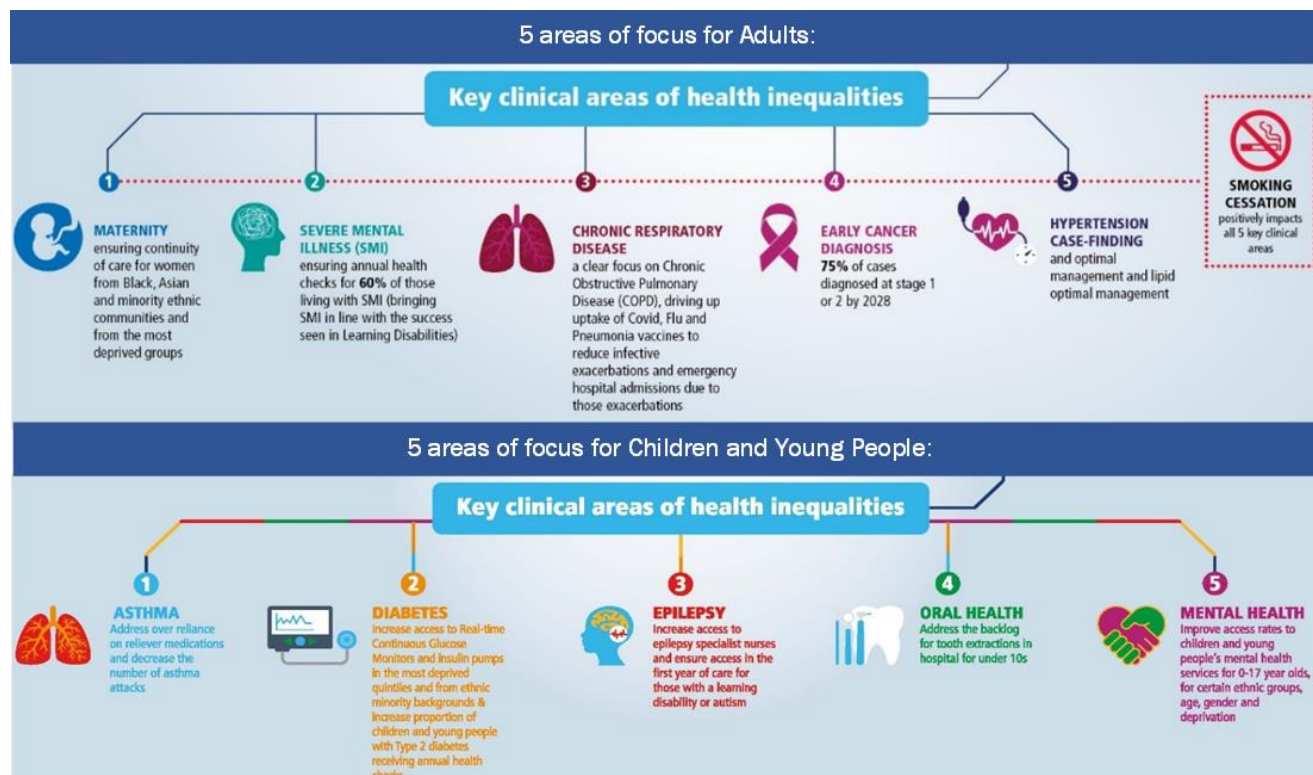 5 areas of focus for Adults:
Key clinical areas of health inequalities
1
MATERNITY
ensuring continuity
of care for women
from Black, Asian
and minority ethnic
communities and
from the most
deprived groups
2
SEVERE MENTAL
ILLNESS (SMI)
ensuring annual health
checks for 60% of those
living with SMI (bringing
SMI in line with the success
seen in Learning Disabilities)
3
CHRONIC RESPIRATORY
DISEASE
a clear focus on Chronic
Obstructive Pulmonary
Disease (COPD), driving up
uptake of Covid, Flu and
Pneumonia vaccines to
reduce infective
exacerbations and emergency
hospital admissions due to
those exacerbations
4
EARLY CANCER
DIAGNOSIS
75% of cases
diagnosed at stage 1
or 2 by 2028
5
HYPERTENSION
CASE-FINDING
and optimal
management and lipid
optimal management
SMOKING
CESSATION
positively impacts
all 5 key clinical
areas
5 areas of focus for Children and Young People:
Key clinical areas of health inequalities
1
ASTHMA
Address over reliance
on reliever medications
and decrease the
number of asthma
attacks
2
DIABETES
Increase access to Real-time
Continuous Glucose
Monitors and insulin pumps
in the most deprived
quintiles and from ethnic
minority backgrounds &
increase proportion of
children and young people
with Type 2 diabetes
receiving annual health
3
EPILEPSY
Increase access to
epilepsy specialist nurses
and ensure access in the
first year of care for
those with a learning
disability or autism
4
ORAL HEALTH
Address the backlog
for tooth extractions in
hospital for under 10s
5
MENTAL HEALTH
Improve access rates to
children and young
people's mental health
services for 0-17 year olds,
for certain ethnic groups,
age, gender and
deprivation